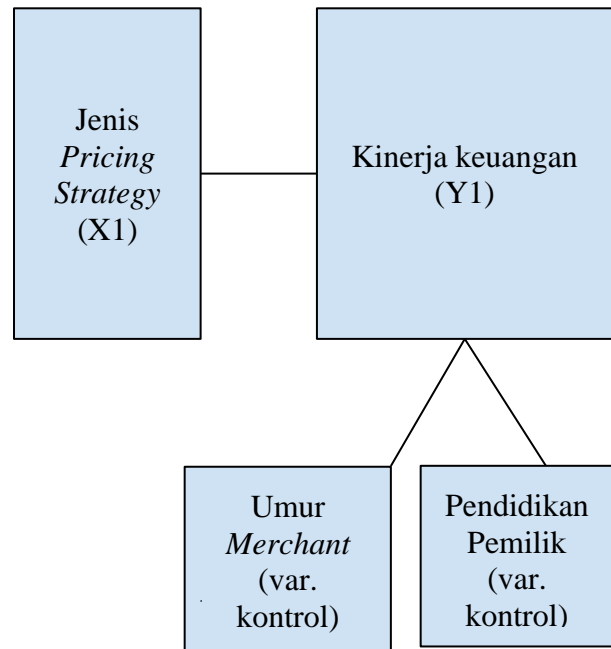 Jenis
Pricing
Strategy
(X1)
Kinerja keuangan
(Y1)
Umur
Merchant
(var.
kontrol)
Pendidikan
Pemilik
(var.
kontrol)